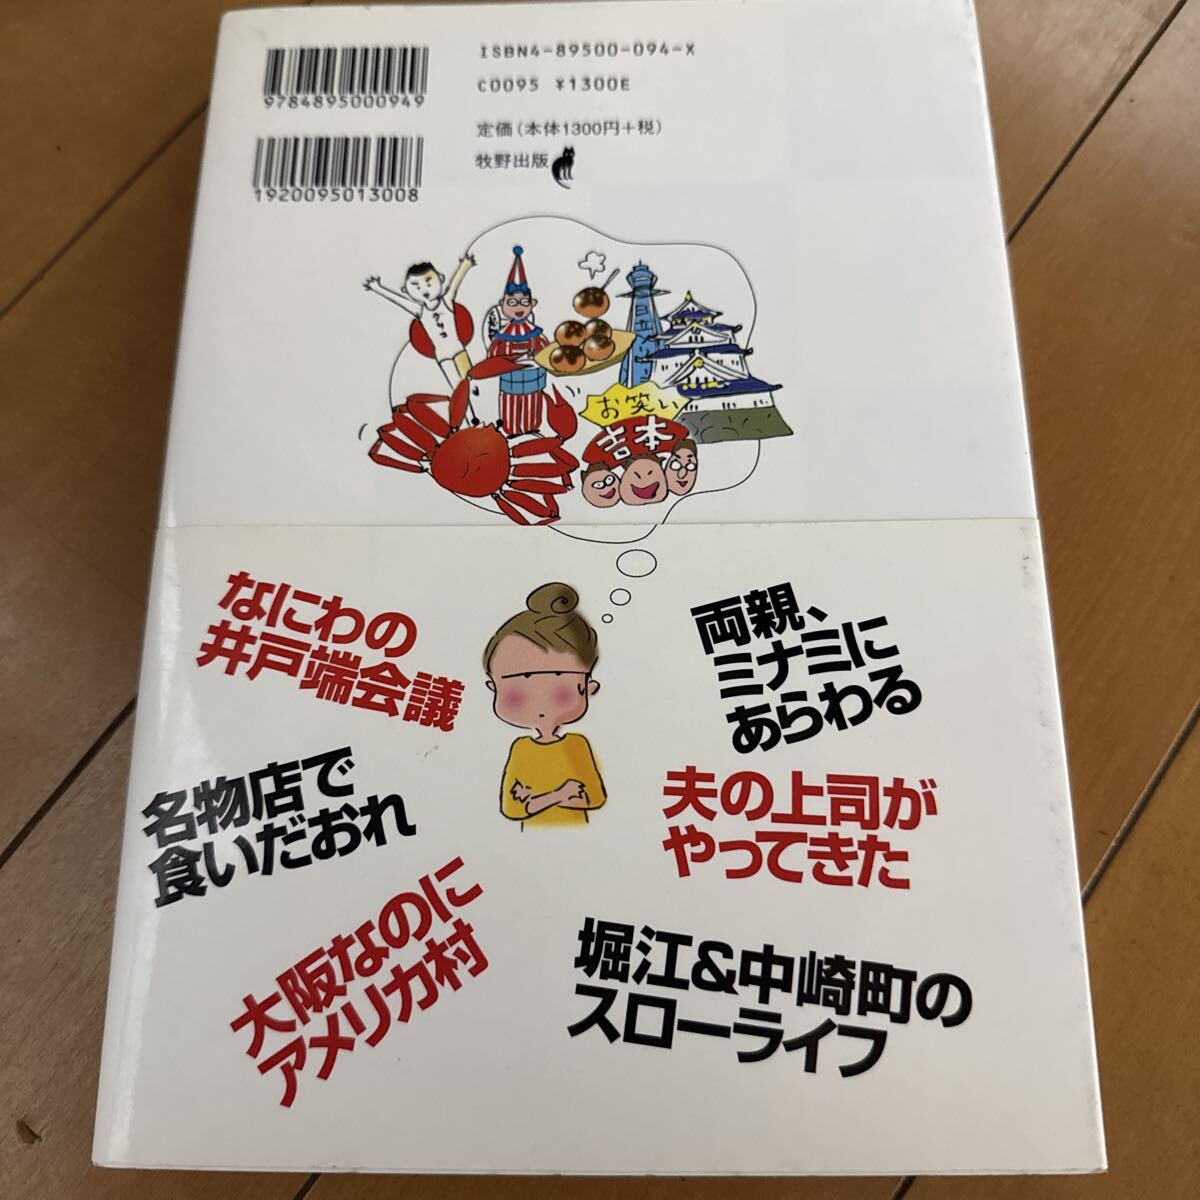 ISBN4-89500-094-X
C0095 ¥1300E
9784895000949
定価(本体1300円+税)
牧野出版
1920095013008
クリコ
お笑い
吉本
なにわの
井戸端会議
両親、
ミナミに
あらわる
名物店で
食いだおれ
夫の上司が
やってきた
大阪なのに
アメリカ村
堀江&中崎町の
スローライフ